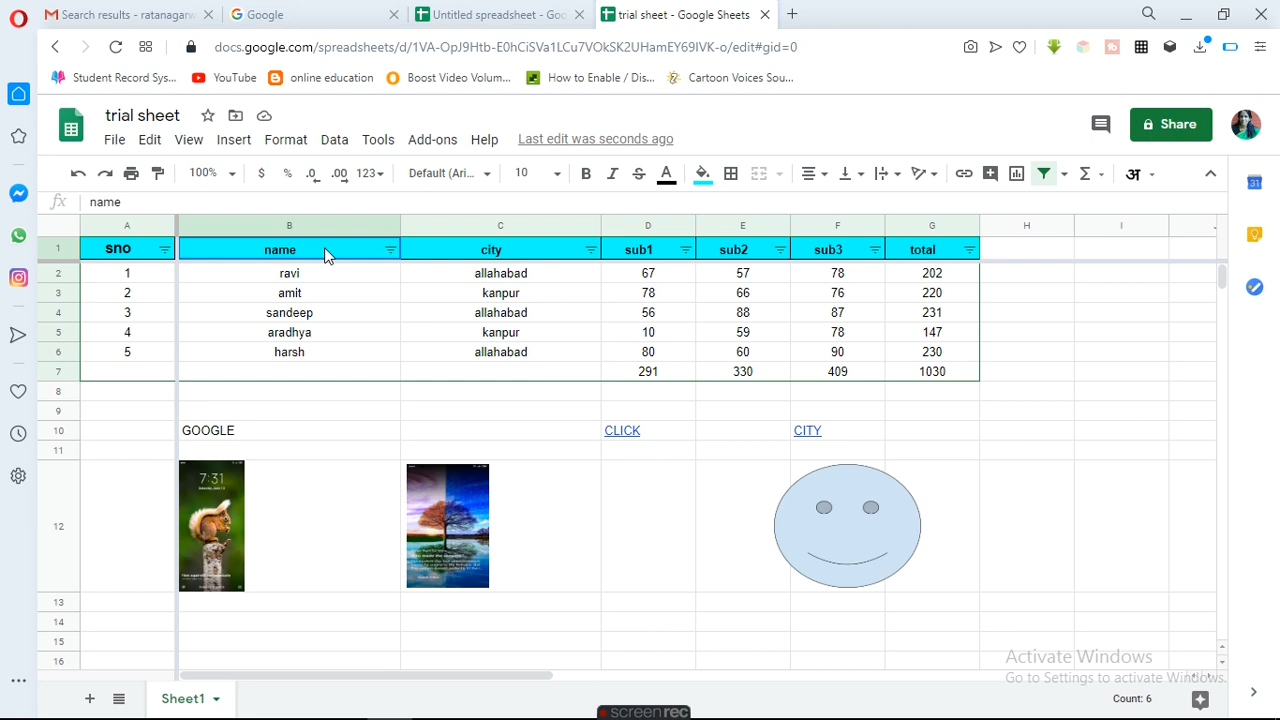 Search results - ratanagarw
Google
Untitled spreadsheet - Goo
trial sheet - Google Sheets
docs.google.com/spreadsheets/d/1VA-OpJ9Htb-E0hCiSVa1LCu7VOkSK2UHamEY69IVK-o/edit#gid=0
Student Record Sys... YouTube online education Boost Video Volum... How to Enable / Dis... Cartoon Voices Sou...
trial sheet
File Edit View Insert Format Data Tools Add-ons Help Last edit was seconds ago
Share
100% $ % .0 .00 123 Default (Ari... 10 B I S A Σ अ
fx name
A B C D E F G H I
1 sno name city sub1 sub2 sub3 total
2 1 ravi allahabad 67 57 78 202
3 2 amit kanpur 78 66 76 220
4 3 sandeep allahabad 56 88 87 231
5 4 aradhya kanpur 10 59 78 147
6 5 harsh allahabad 80 60 90 230
7 291 330 409 1030
8
9
10 GOOGLE CLICK CITY
11
7:31
12
13
14
15
16
Activate Windows
Go to Settings to activate Windows.
Sheet1 Count: 6
screenrec